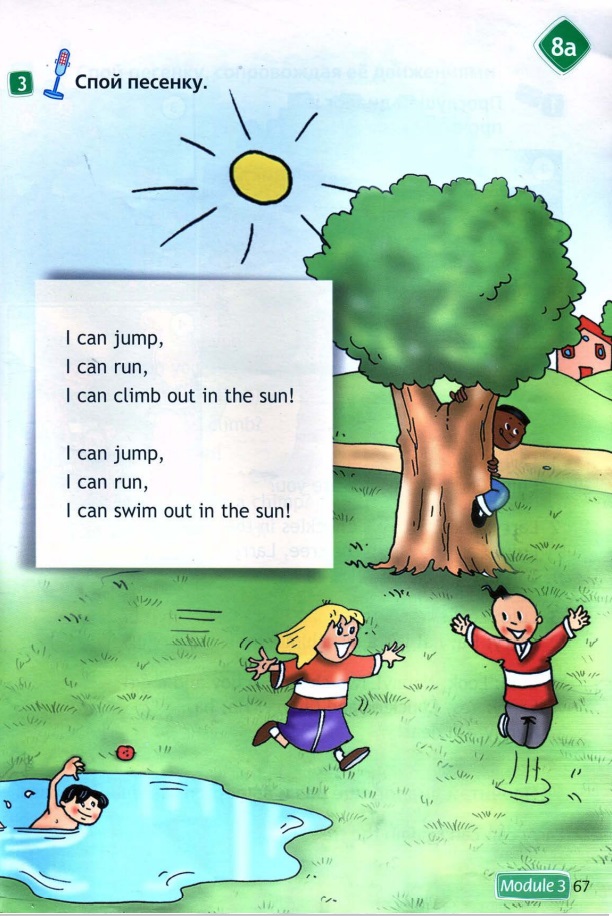 8a
3 Спой песенку.
I can jump,
I can run,
I can climb out in the sun!
I can jump,
I can run,
I can swim out in the sun!
Module 3 67